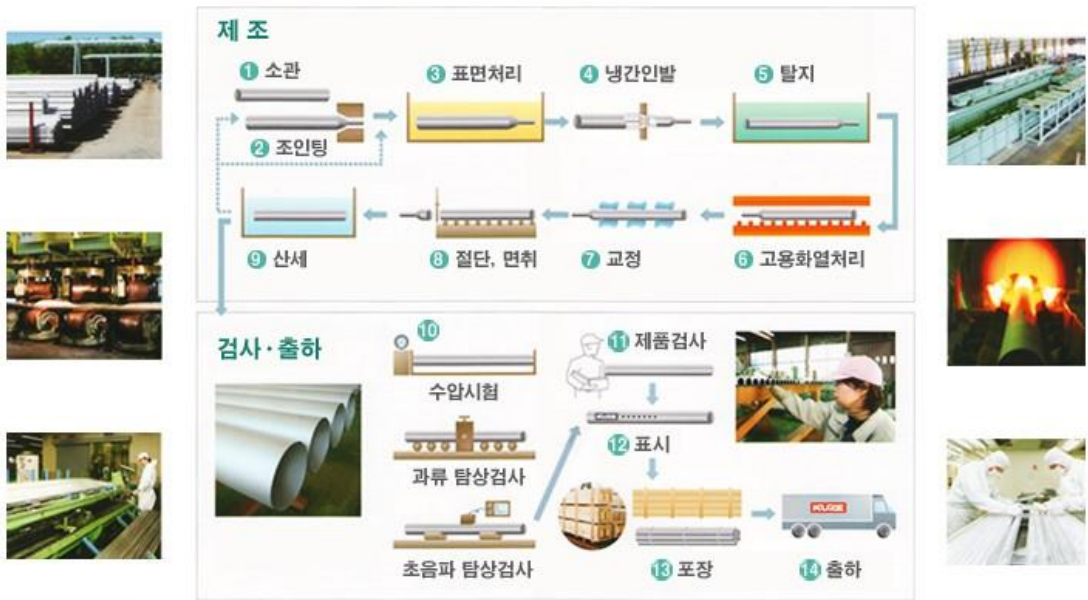 제 조
1 소관
2 조인팅
3 표면처리
4 냉간인발
5 탈지
6 고용화열처리
7 교정
8 절단, 면취
9 산세
검사·출하
10
수압시험
과류 탐상검사
초음파 탐상검사
11 제품검사
12 표시
13 포장
14 출하